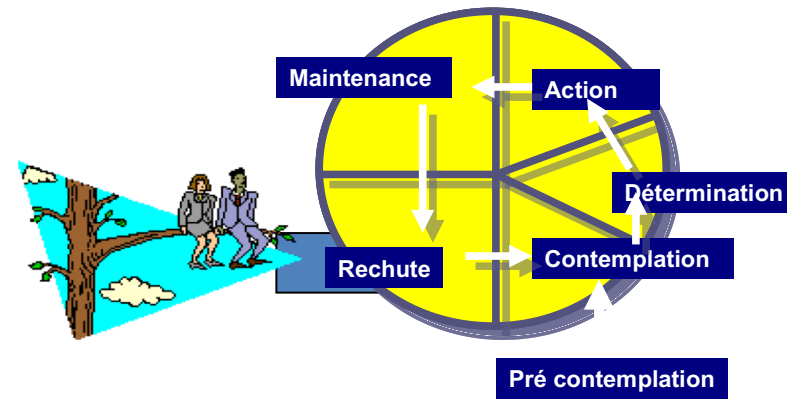 Maintenance
Action
Détermination
Rechute
Contemplation
Pré contemplation